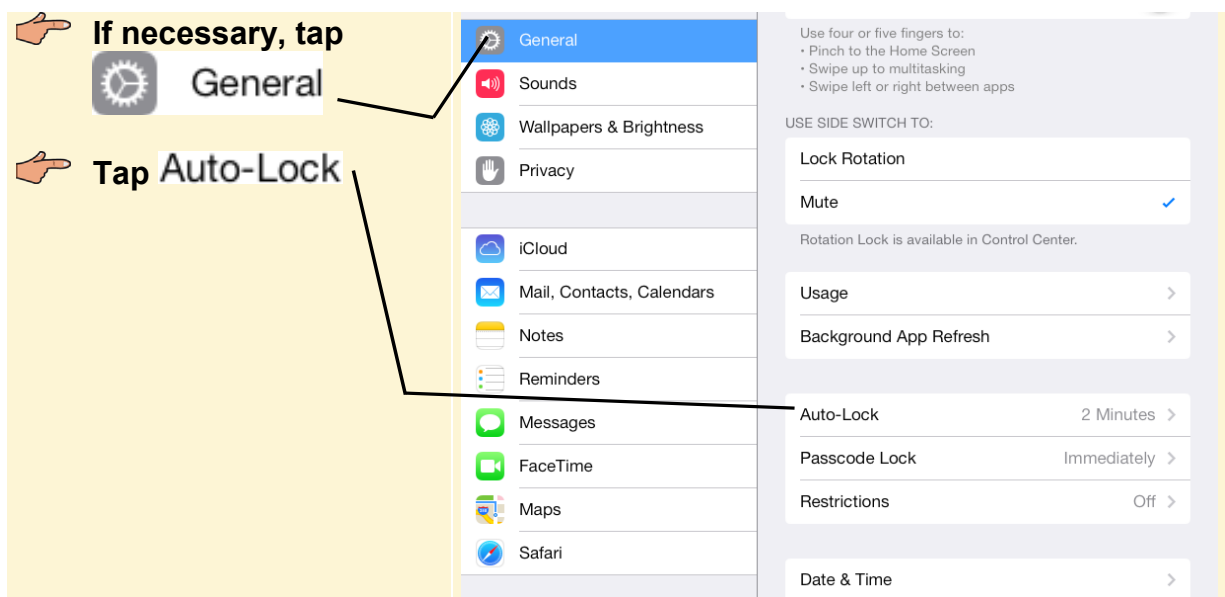 If necessary, tap
General
Tap Auto-Lock
General
Sounds
Wallpapers & Brightness
Privacy
iCloud
Mail, Contacts, Calendars
Notes
Reminders
Messages
FaceTime
Maps
Safari
Use four or five fingers to:
• Pinch to the Home Screen
• Swipe up to multitasking
• Swipe left or right between apps
USE SIDE SWITCH TO:
Lock Rotation
Mute
Rotation Lock is available in Control Center.
Usage
Background App Refresh
Auto-Lock 2 Minutes
Passcode Lock Immediately
Restrictions Off
Date & Time